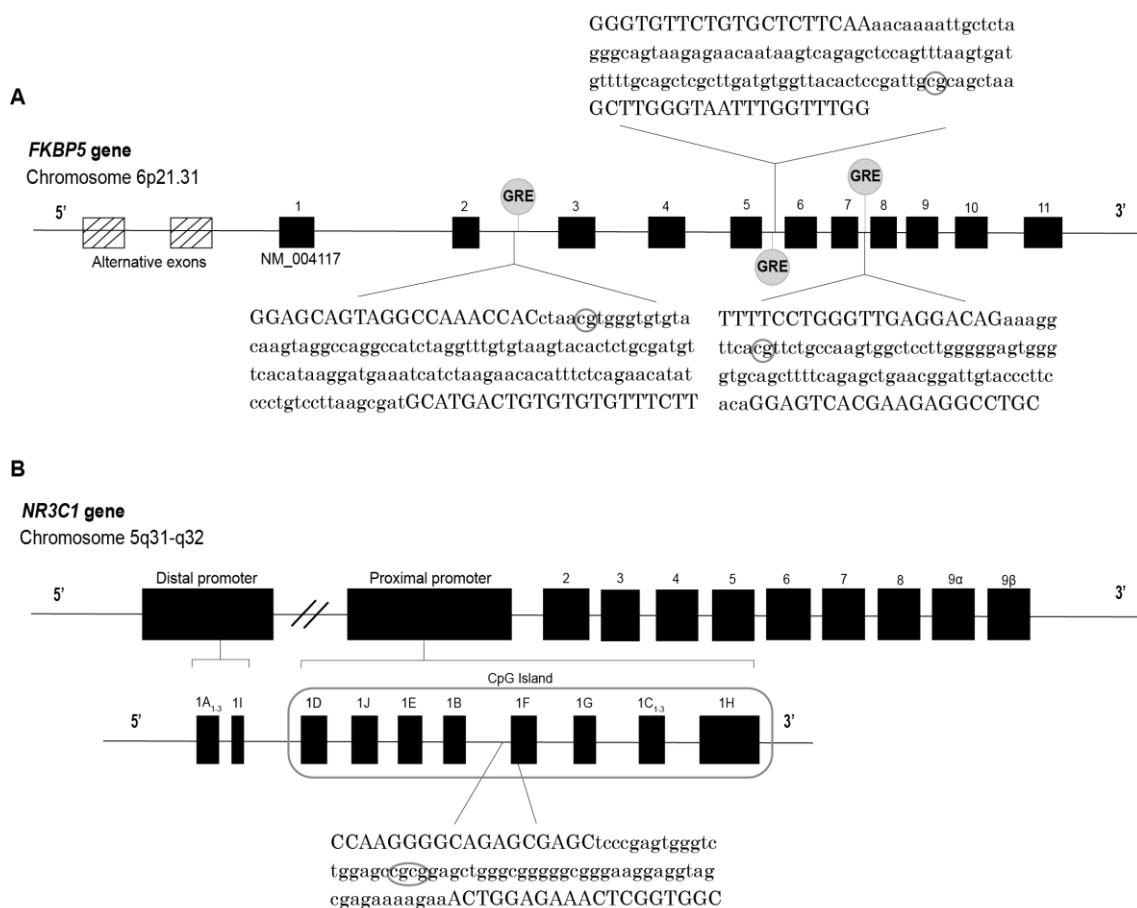 GGGTGTTCTGTGCTCTTCAAaacaaaattgctcta
gggcagtaagagaacaataagtcagagctccagtttaagtgat
gttttgcagctcgcttgatgtggttacactccgattgcgcagctaa
GCTTGGGTAATTTGGTTTGG
A
FKBP5 gene
Chromosome 6p21.31
5’ 1 2 GRE 3 4 5 6 GRE 7 8 9 10 11 3’
Alternative exons
NM_004117
GRE
GGAGCAGTAGGCCAAACCACctaacgtgggtgtgta
caagtaggccaggccatctaggtttgtgtaagtacactctgcgatgt
tcacataaggatgaaatcatctaagaacacatttctcagaacatat
ccctgtccttaagcgatGCATGACTGTGTGTGTTTCTT
TTTTCCTGGGTTGAGGACAGaaagg
ttcacgttctgccaagtggctccttgggggagtggg
gtgcagcttttcagagctgaacggattgtacccttc
acaGGAGTCACGAAGAGGCCTGC
B
NR3C1 gene
Chromosome 5q31-q32
5’ Distal promoter Proximal promoter 2 3 4 5 6 7 8 9α 9β 3’
CpG Island
5’ 1A1-3 1I 1D 1J 1E 1B 1F 1G 1C1-3 1H 3’
CCAAGGGGCAGAGCGAGCtcccgagtgggtc
tggagccgcggagctgggcgggggcgggaaggaggtag
cgagaaaagaaACTGGAGAAACTCGGTGGC